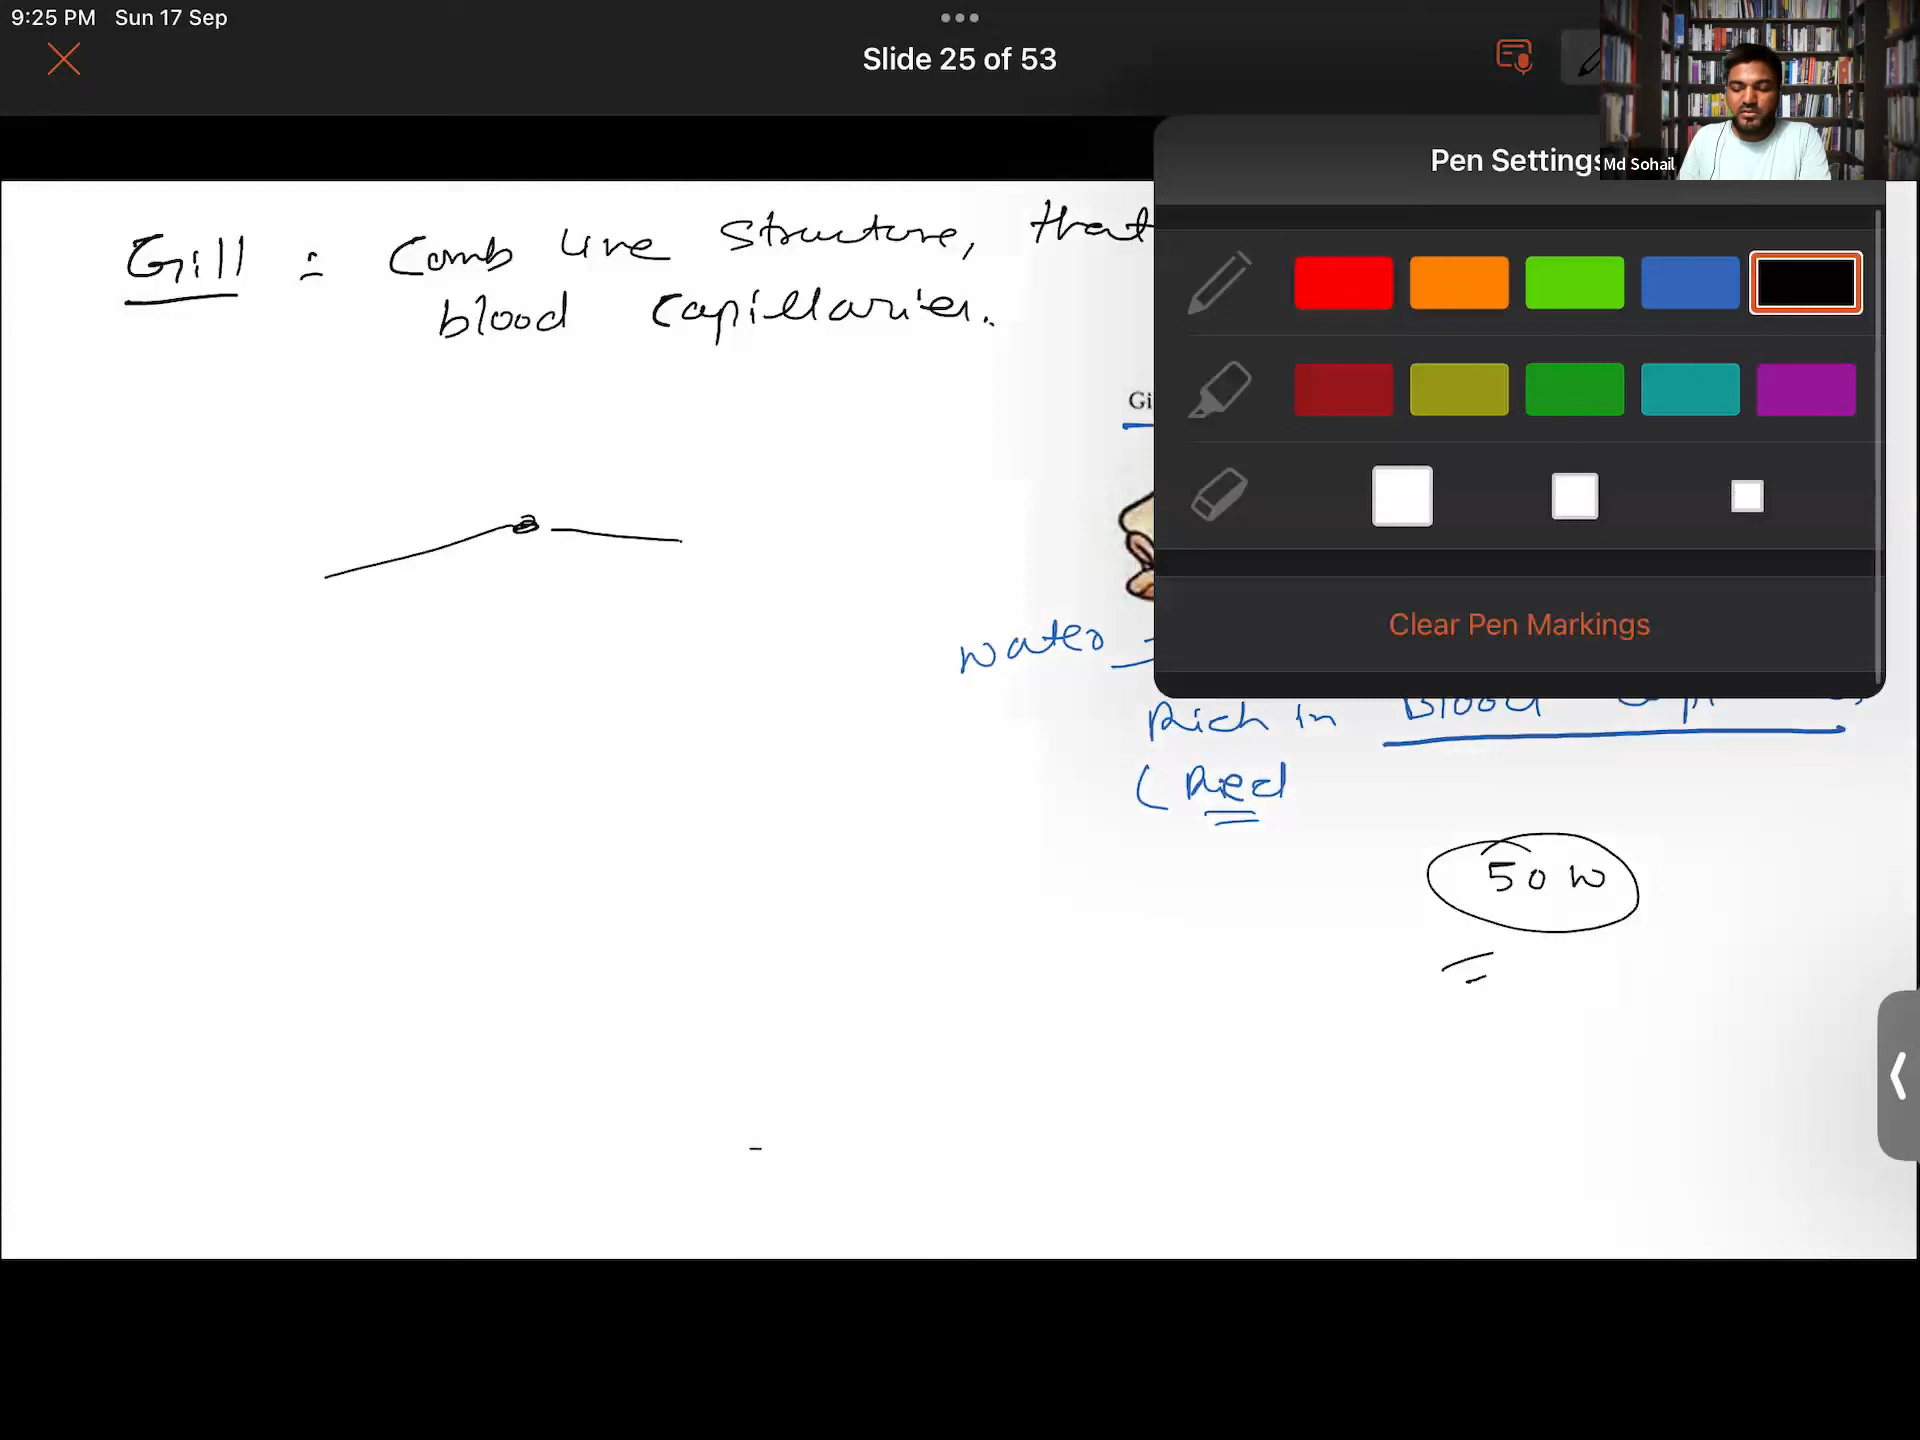 9:25 PM Sun 17 Sep
Slide 25 of 53
Pen Settings
Md Sohail
Gill : Comb like structure, that
blood capillaries.
Gi
Clear Pen Markings
water
Rich in Blood
(Red
50 W